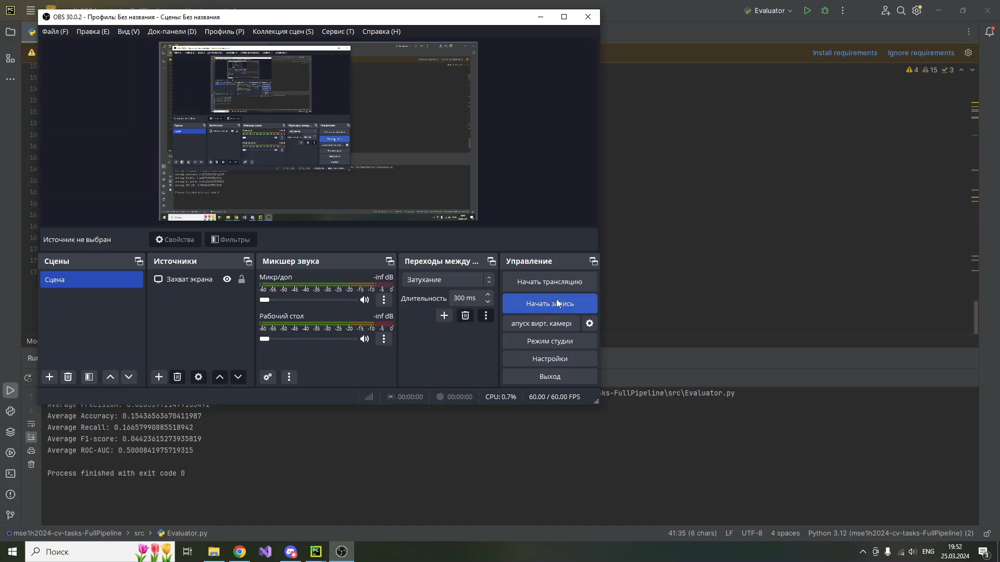 Evaluator
OBS 30.0.2 - Профиль: Без названия - Сцены: Без названия
Файл (F) Правка (E) Вид (V) Док-панели (D) Профиль (P) Коллекция сцен (S) Сервис (T) Справка (H)
Install requirements Ignore requirements
4 15 3
Источник не выбран Свойства Фильтры
Сцены Источники Микшер звука Переходы между ... Управление
Сцена
Захват экрана
Микр/доп -inf dB
-60 -55 -50 -45 -40 -35 -30 -25 -20 -15 -10 -5 0
Рабочий стол -inf dB
-60 -55 -50 -45 -40 -35 -30 -25 -20 -15 -10 -5 0
Затухание
Длительность 300 ms
Начать трансляцию
Начать запись
апуск вирт. камеры
Режим студии
Настройки
Выход
00:00:00 00:00:00 CPU: 0.7% 60.00 / 60.00 FPS
ks-FullPipeline\src\Evaluator.py
Average Accuracy: 0.15436563670411987
Average Recall: 0.16657990885518942
Average F1-score: 0.04423615273935819
Average ROC-AUC: 0.5000841975719315
Process finished with exit code 0
mse1h2024-cv-tasks-FullPipeline src Evaluator.py
41:35 (6 chars) LF UTF-8 4 spaces Python 3.12 (mse1h2024-cv-tasks-FullPipeline) (2)
Поиск
ENG
19:52
25.03.2024
3